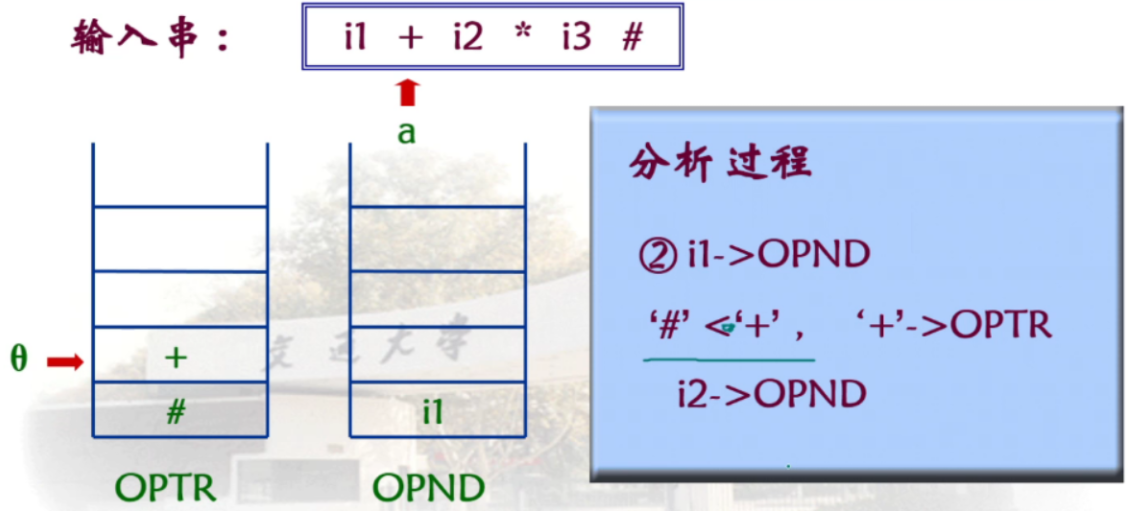 输入串：
i1 + i2 * i3 #
a
分析过程
② i1->OPND
‘#’ <‘+’， ‘+’->OPTR
i2->OPND
θ
+
#
i1
OPTR
OPND
交通大学